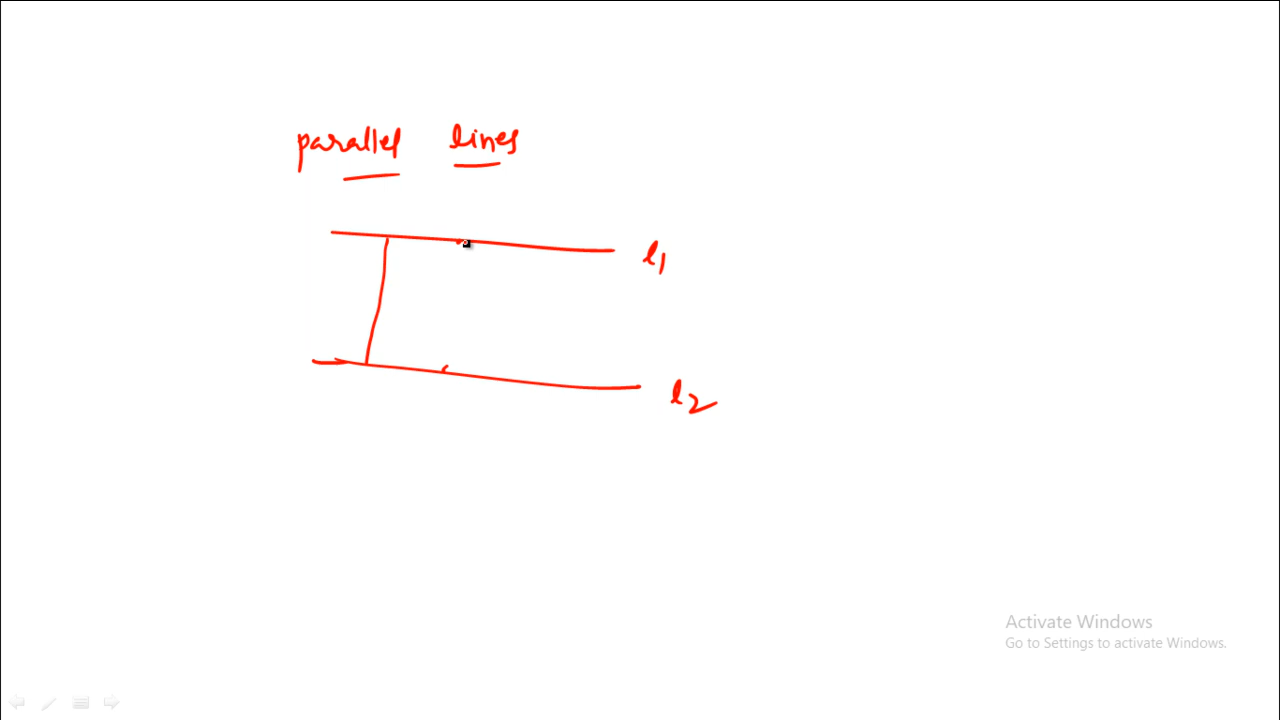 parallel lines
l1
l2
Activate Windows
Go to Settings to activate Windows.